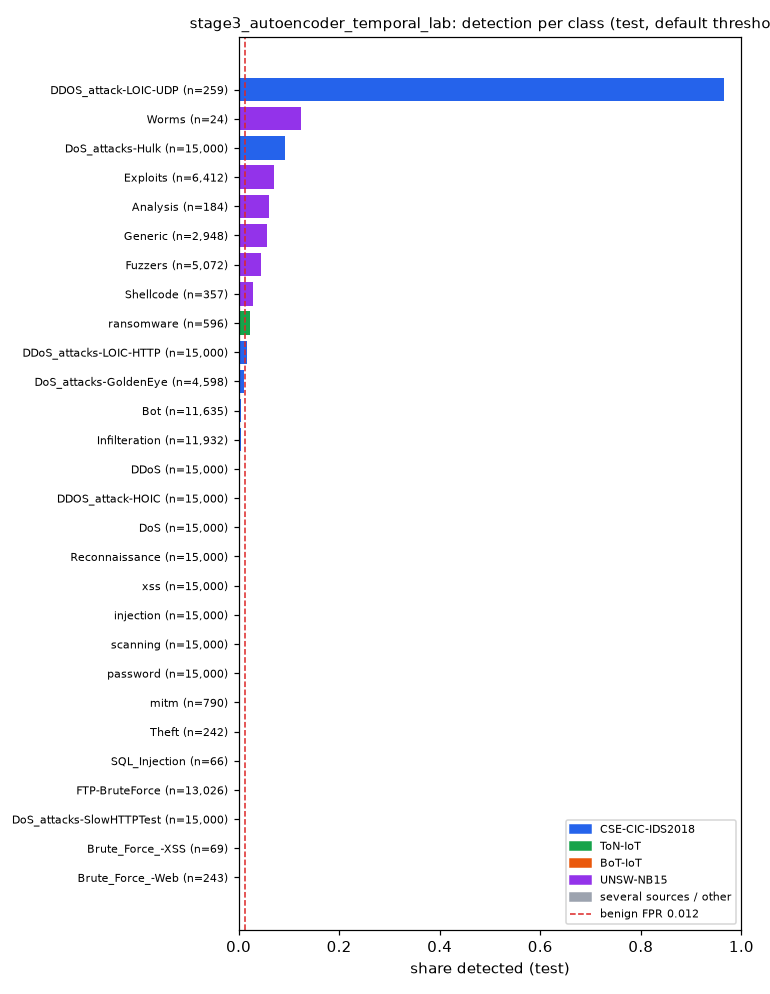 stage3_autoencoder_temporal_lab: detection per class (test, default thresho
DDOS_attack-LOIC-UDP (n=259)
Worms (n=24)
DoS_attacks-Hulk (n=15,000)
Exploits (n=6,412)
Analysis (n=184)
Generic (n=2,948)
Fuzzers (n=5,072)
Shellcode (n=357)
ransomware (n=596)
DDoS_attacks-LOIC-HTTP (n=15,000)
DoS_attacks-GoldenEye (n=4,598)
Bot (n=11,635)
Infilteration (n=11,932)
DDoS (n=15,000)
DDOS_attack-HOIC (n=15,000)
DoS (n=15,000)
Reconnaissance (n=15,000)
xss (n=15,000)
injection (n=15,000)
scanning (n=15,000)
password (n=15,000)
mitm (n=790)
Theft (n=242)
SQL_Injection (n=66)
FTP-BruteForce (n=13,026)
DoS_attacks-SlowHTTPTest (n=15,000)
Brute_Force_-XSS (n=69)
Brute_Force_-Web (n=243)
CSE-CIC-IDS2018
ToN-IoT
BoT-IoT
UNSW-NB15
several sources / other
benign FPR 0.012
0.0 0.2 0.4 0.6 0.8 1.0
share detected (test)